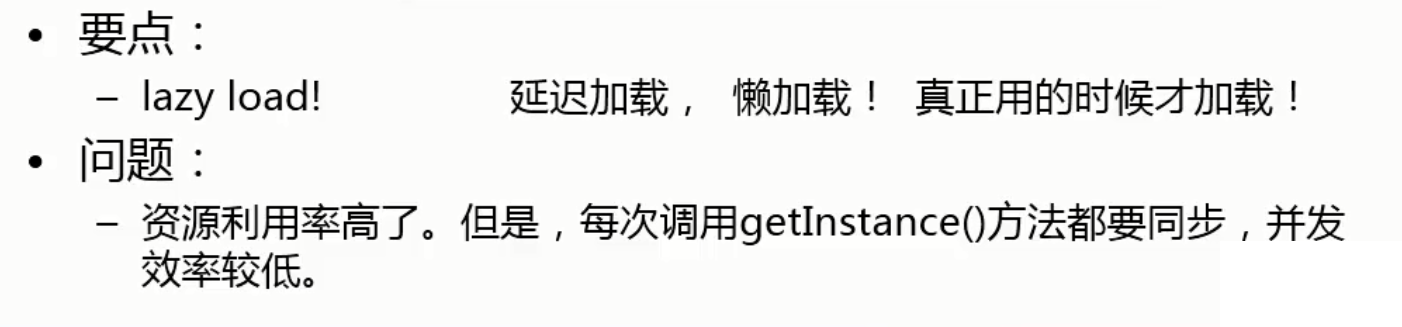 • 要点：
– lazy load! 延迟加载， 懒加载！ 真正用的时候才加载！
• 问题：
– 资源利用率高了。但是，每次调用getInstance()方法都要同步，并发
效率较低。